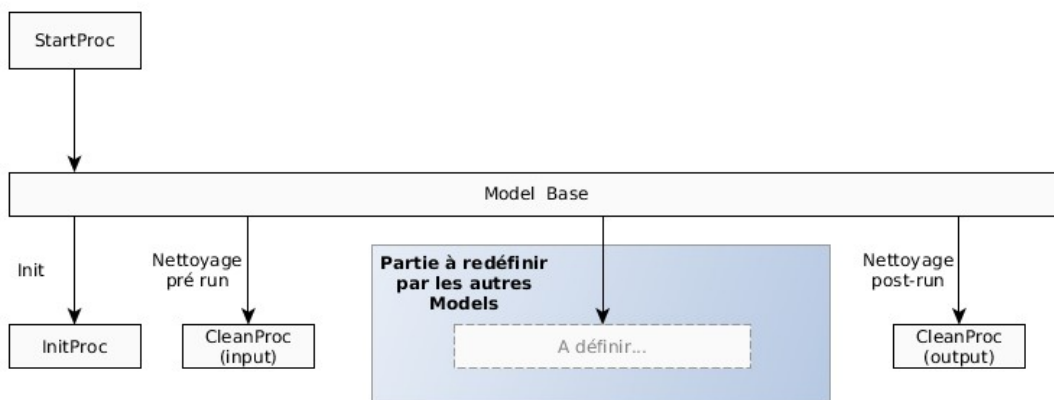 StartProc
Model Base
Init
Nettoyage
pré run
Partie à redéfinir
par les autres
Models
Nettoyage
post-run
InitProc
CleanProc
(input)
A définir...
CleanProc
(output)